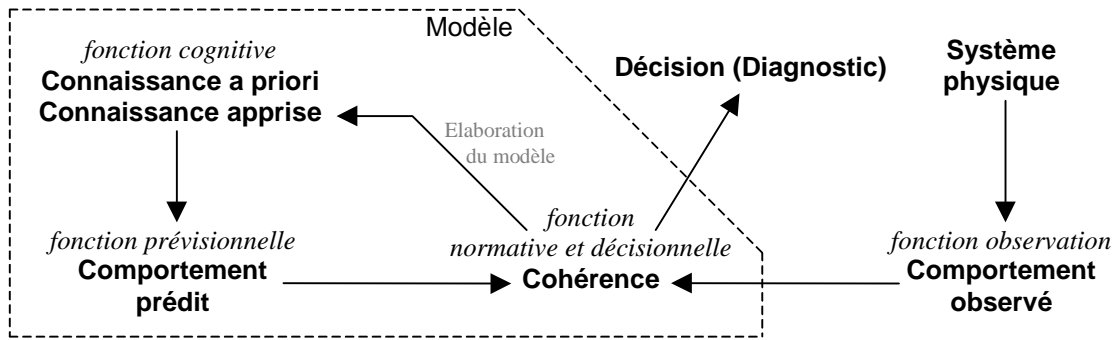 Modèle
fonction cognitive
Connaissance a priori
Connaissance apprise
Elaboration
du modèle
fonction prévisionnelle
Comportement
prédit
fonction
normative et décisionnelle
Cohérence
Décision (Diagnostic)
Système
physique
fonction observation
Comportement
observé